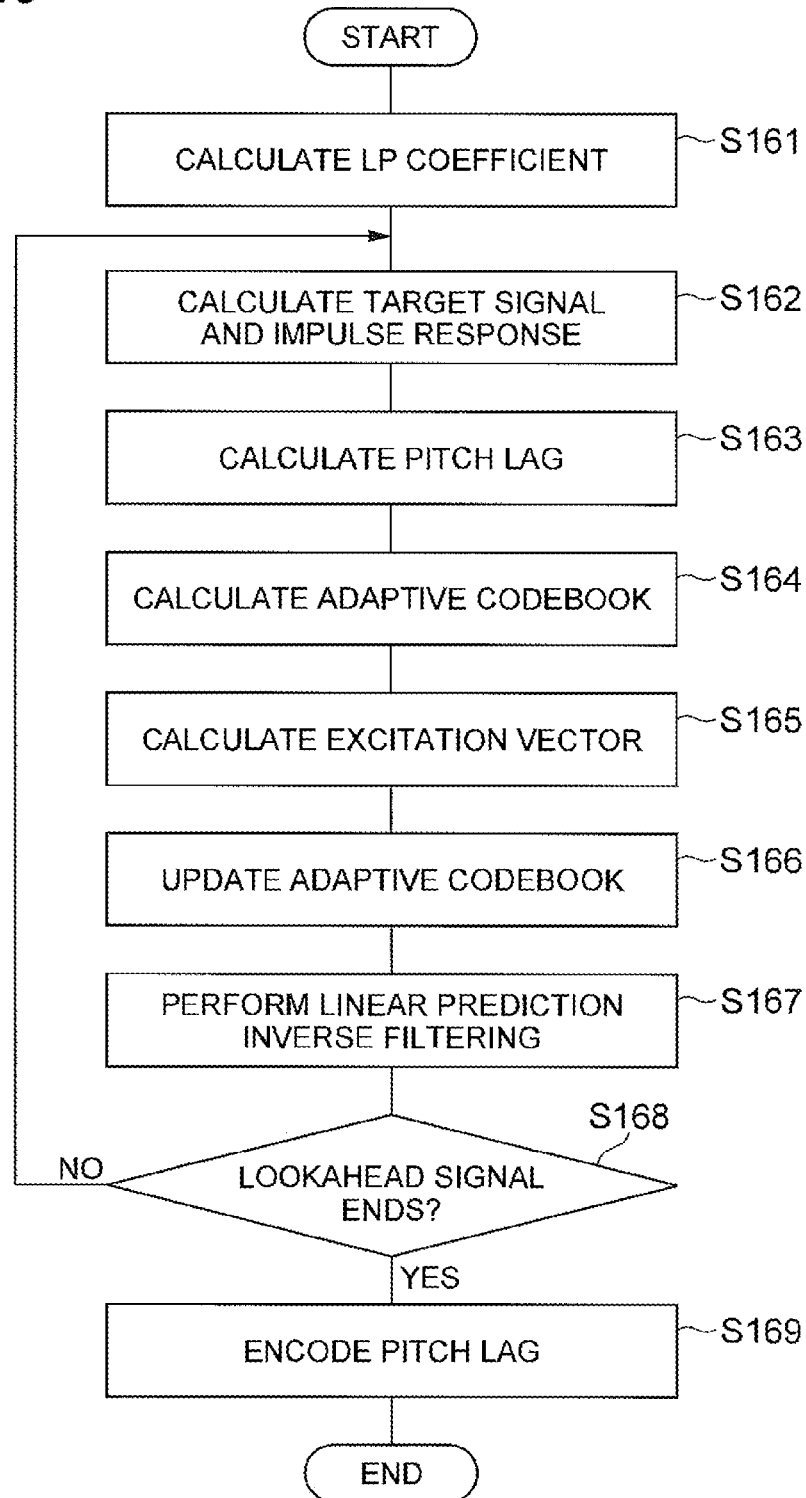 START
CALCULATE LP COEFFICIENT
S161
CALCULATE TARGET SIGNAL
AND IMPULSE RESPONSE
S162
CALCULATE PITCH LAG
S163
CALCULATE ADAPTIVE CODEBOOK
S164
CALCULATE EXCITATION VECTOR
S165
UPDATE ADAPTIVE CODEBOOK
S166
PERFORM LINEAR PREDICTION
INVERSE FILTERING
S167
S168
NO
LOOKAHEAD SIGNAL
ENDS?
YES
ENCODE PITCH LAG
S169
END